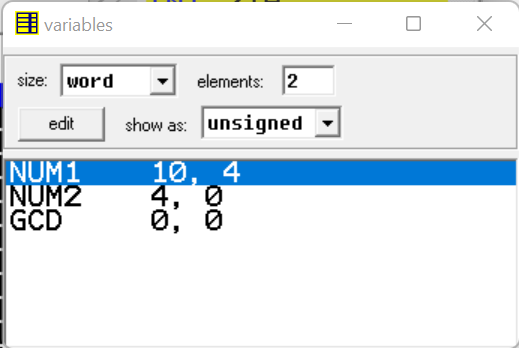 variables
size: word elements: 2
edit show as: unsigned
NUM1 10, 4
NUM2 4, 0
GCD 0, 0